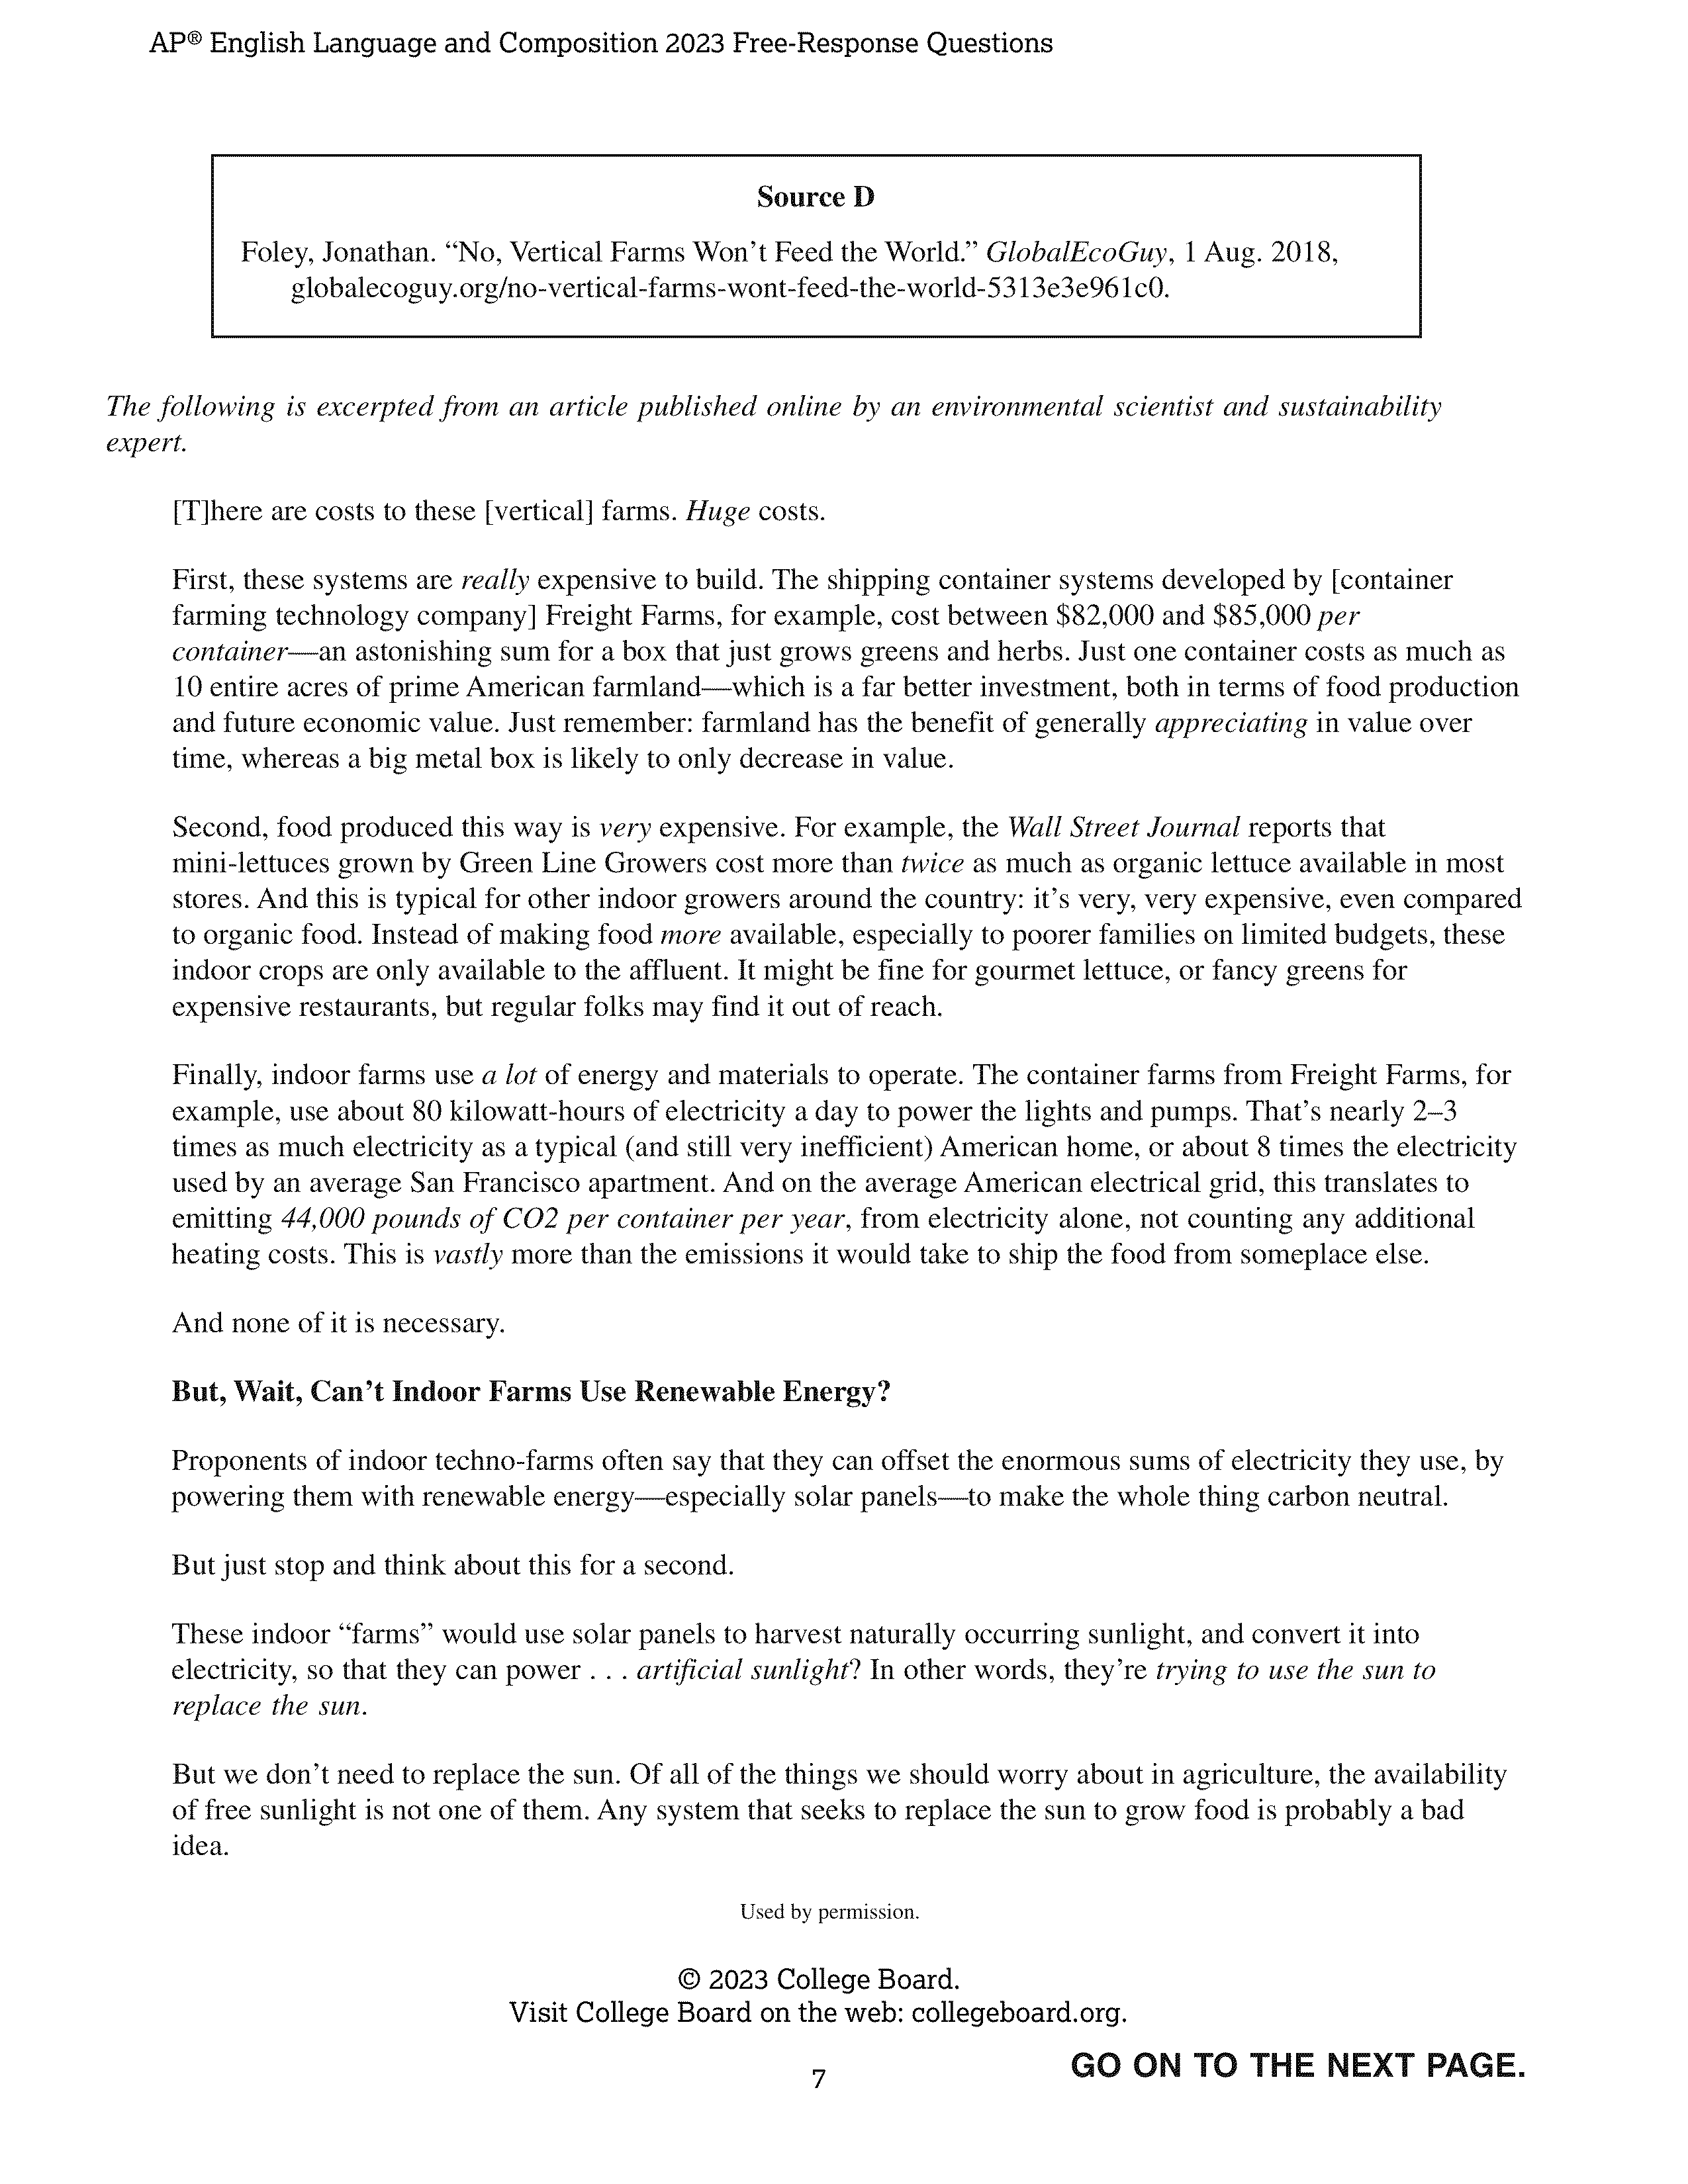 AP® English Language and Composition 2023 Free-Response Questions
Source D
Foley, Jonathan. “No, Vertical Farms Won’t Feed the World.” GlobalEcoGuy, 1 Aug. 2018,
globalecoguy.org/no-vertical-farms-wont-feed-the-world-5313e3e961c0.
The following is excerpted from an article published online by an environmental scientist and sustainability
expert.
[T]here are costs to these [vertical] farms. Huge costs.
First, these systems are really expensive to build. The shipping container systems developed by [container
farming technology company] Freight Farms, for example, cost between $82,000 and $85,000 per
container—an astonishing sum for a box that just grows greens and herbs. Just one container costs as much as
10 entire acres of prime American farmland—which is a far better investment, both in terms of food production
and future economic value. Just remember: farmland has the benefit of generally appreciating in value over
time, whereas a big metal box is likely to only decrease in value.
Second, food produced this way is very expensive. For example, the Wall Street Journal reports that
mini-lettuces grown by Green Line Growers cost more than twice as much as organic lettuce available in most
stores. And this is typical for other indoor growers around the country: it’s very, very expensive, even compared
to organic food. Instead of making food more available, especially to poorer families on limited budgets, these
indoor crops are only available to the affluent. It might be fine for gourmet lettuce, or fancy greens for
expensive restaurants, but regular folks may find it out of reach.
Finally, indoor farms use a lot of energy and materials to operate. The container farms from Freight Farms, for
example, use about 80 kilowatt-hours of electricity a day to power the lights and pumps. That’s nearly 2–3
times as much electricity as a typical (and still very inefficient) American home, or about 8 times the electricity
used by an average San Francisco apartment. And on the average American electrical grid, this translates to
emitting 44,000 pounds of CO2 per container per year, from electricity alone, not counting any additional
heating costs. This is vastly more than the emissions it would take to ship the food from someplace else.
And none of it is necessary.
But, Wait, Can’t Indoor Farms Use Renewable Energy?
Proponents of indoor techno-farms often say that they can offset the enormous sums of electricity they use, by
powering them with renewable energy—especially solar panels—to make the whole thing carbon neutral.
But just stop and think about this for a second.
These indoor “farms” would use solar panels to harvest naturally occurring sunlight, and convert it into
electricity, so that they can power . . . artificial sunlight? In other words, they’re trying to use the sun to
replace the sun.
But we don’t need to replace the sun. Of all of the things we should worry about in agriculture, the availability
of free sunlight is not one of them. Any system that seeks to replace the sun to grow food is probably a bad
idea.
Used by permission.
© 2023 College Board.
Visit College Board on the web: collegeboard.org.
GO ON TO THE NEXT PAGE.
7